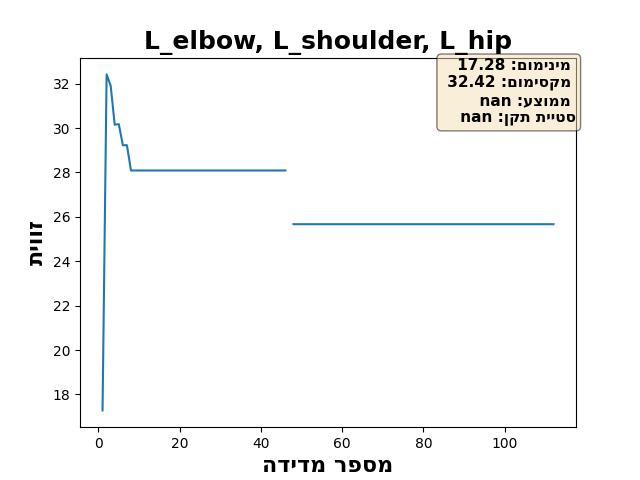 L_elbow, L_shoulder, L_hip
מינימום: 17.28
מקסימום: 32.42
ממוצע: nan
סטיית תקן: nan
זווית
32
30
28
26
24
22
20
18
0 20 40 60 80 100
מספר מדידה